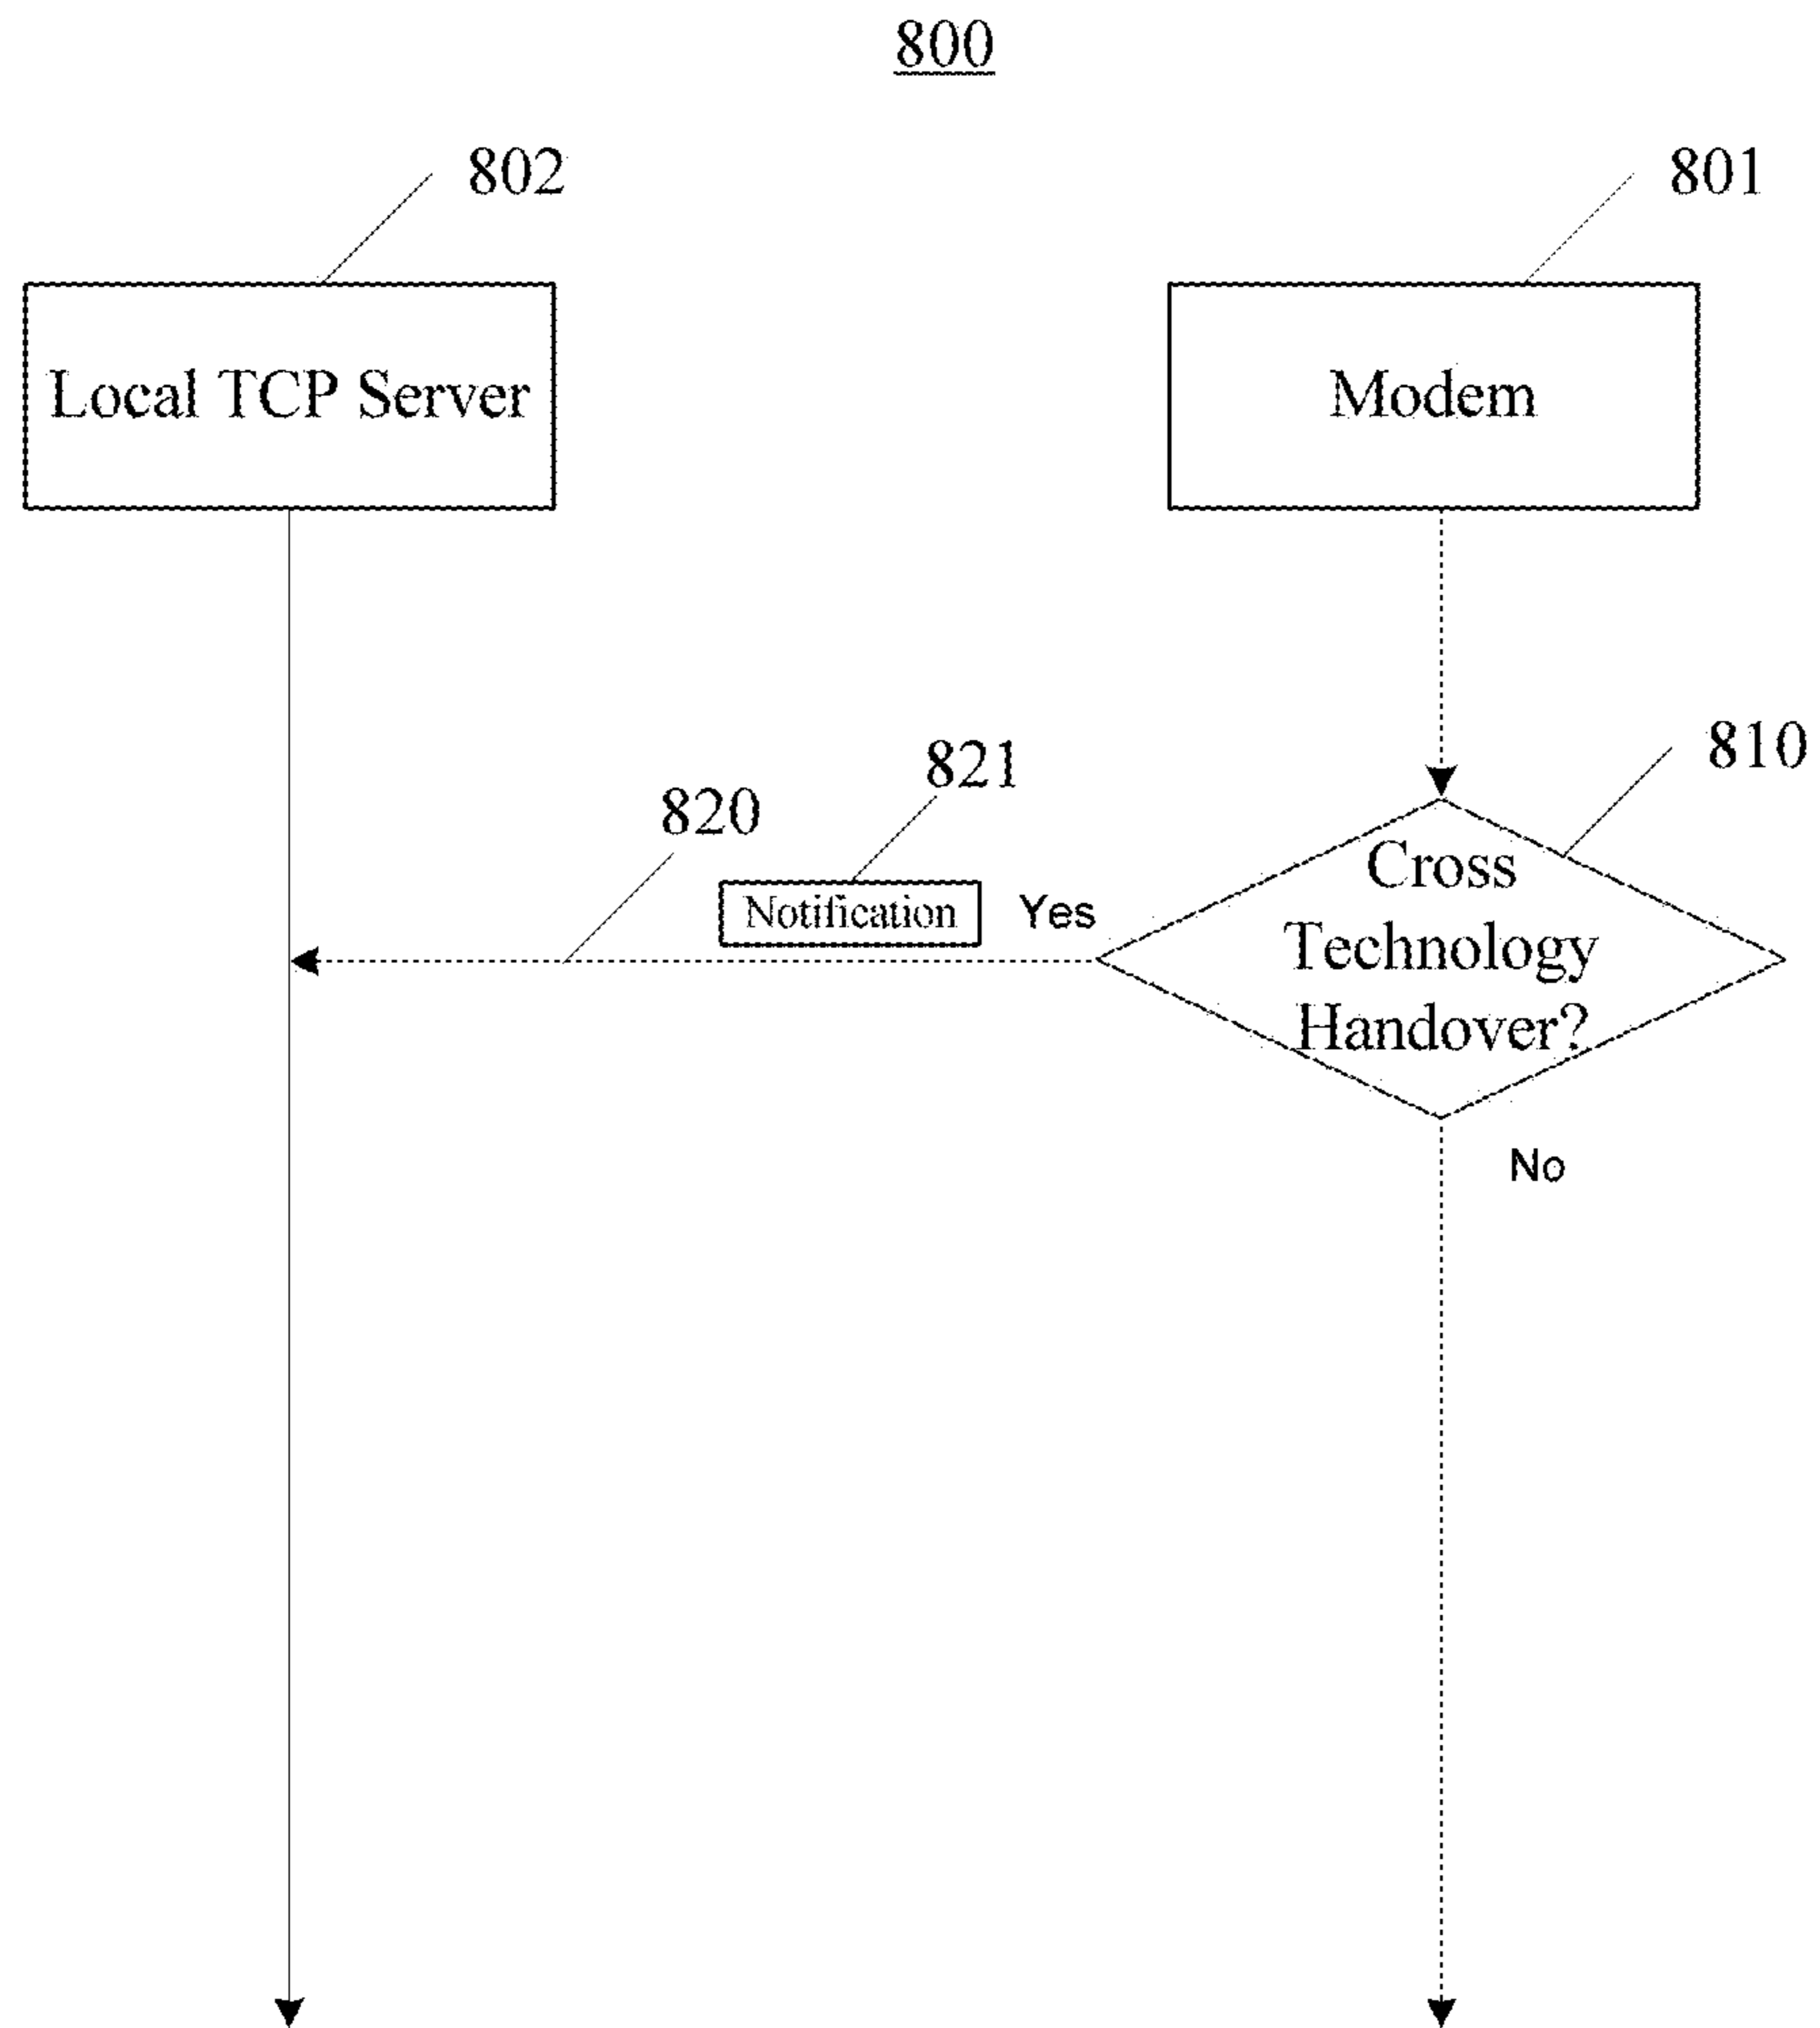 800
802
801
Local TCP Server
Modem
810
821
820
Cross
Technology
Handover?
Notification
Yes
No